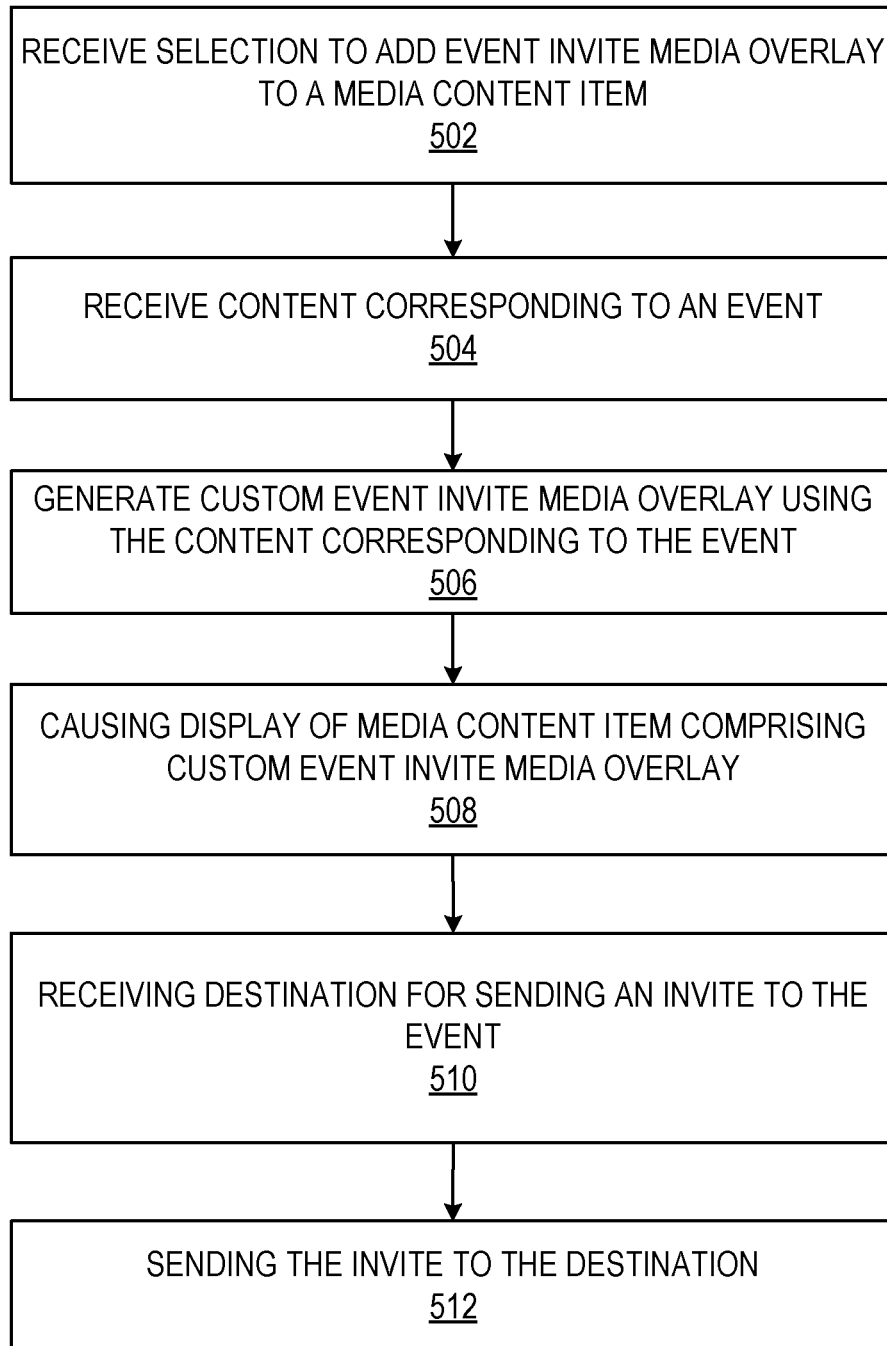 RECEIVE SELECTION TO ADD EVENT INVITE MEDIA OVERLAY
TO A MEDIA CONTENT ITEM
502
RECEIVE CONTENT CORRESPONDING TO AN EVENT
504
GENERATE CUSTOM EVENT INVITE MEDIA OVERLAY USING
THE CONTENT CORRESPONDING TO THE EVENT
506
CAUSING DISPLAY OF MEDIA CONTENT ITEM COMPRISING
CUSTOM EVENT INVITE MEDIA OVERLAY
508
RECEIVING DESTINATION FOR SENDING AN INVITE TO THE
EVENT
510
SENDING THE INVITE TO THE DESTINATION
512